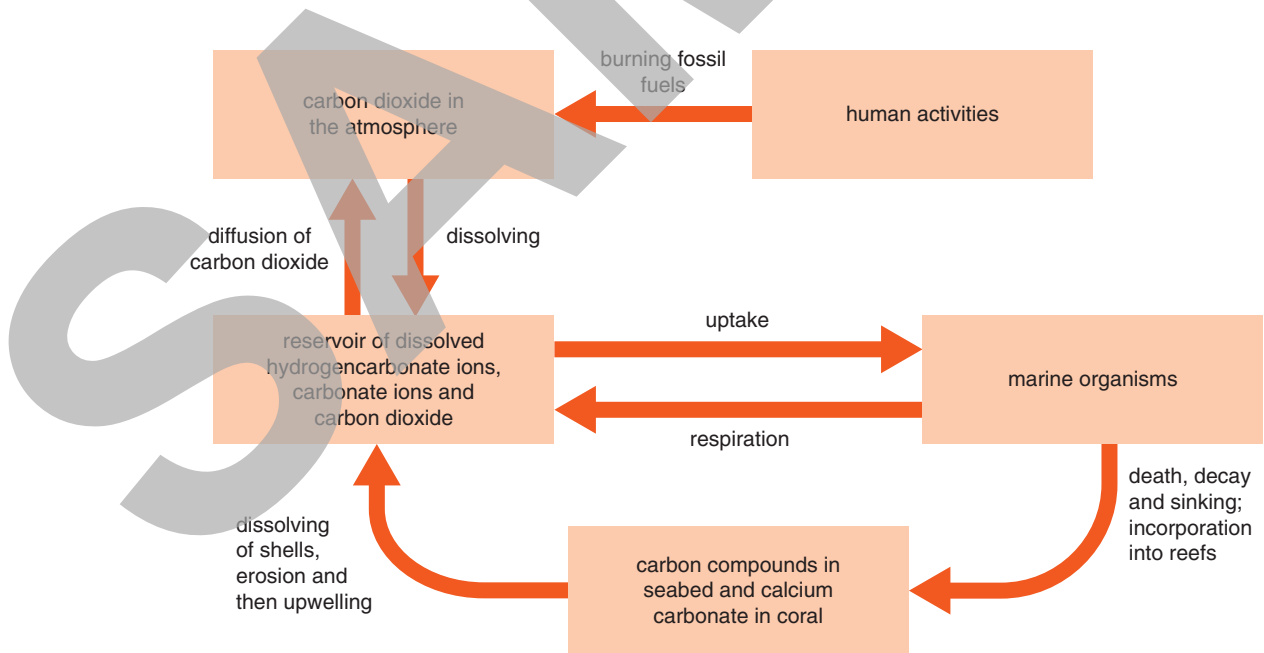 burning fossil
fuels
carbon dioxide in
the atmosphere
human activities
diffusion of
carbon dioxide
dissolving
reservoir of dissolved
hydrogencarbonate ions,
carbonate ions and
carbon dioxide
uptake
marine organisms
respiration
death, decay
and sinking;
incorporation
into reefs
dissolving
of shells,
erosion and
then upwelling
carbon compounds in
seabed and calcium
carbonate in coral
SA